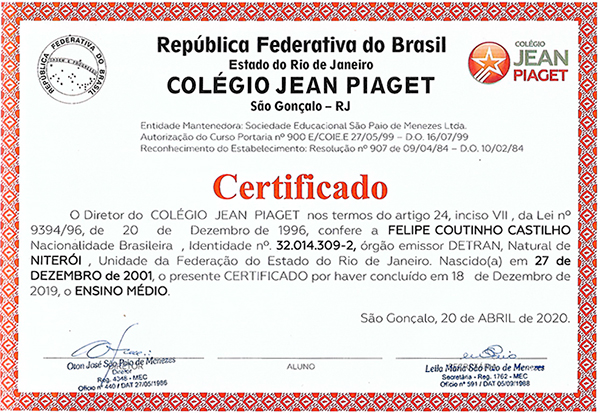 REPÚBLICA FEDERATIVA DO BRASIL
República Federativa do Brasil
Estado do Rio de Janeiro
COLÉGIO JEAN PIAGET
São Gonçalo – RJ
COLÉGIO
JEAN
PIAGET
Entidade Mantenedora: Sociedade Educacional São Paio de Menezes Ltda.
Autorização do Curso Portaria nº 900 E/COIE.E 27/05/99 – D.O. 16/07/99
Reconhecimento do Estabelecimento: Resolução nº 907 de 09/04/84 – D.O. 10/02/84
Certificado
O Diretor do COLÉGIO JEAN PIAGET nos termos do artigo 24, inciso VII , da Lei nº
9394/96, de 20 de Dezembro de 1996, confere a FELIPE COUTINHO CASTILHO
Nacionalidade Brasileira , Identidade nº. 32.014.309-2, órgão emissor DETRAN, Natural de
NITERÓI , Unidade da Federação do Estado do Rio de Janeiro. Nascido(a) em 27 de
DEZEMBRO de 2001, o presente CERTIFICADO por haver concluído em 18 de Dezembro de
2019, o ENSINO MÉDIO.
São Gonçalo, 20 de ABRIL de 2020.
Oton José São Paio de Menezes
Diretor
Reg. 4348 - MEC
Ofício nº 440 / DAT 27/05/1986
ALUNO
Leila Maria São Paio de Menezes
Secretária - Reg. 1762 - MEC
Ofício nº 591 / DAT 05/09/1988